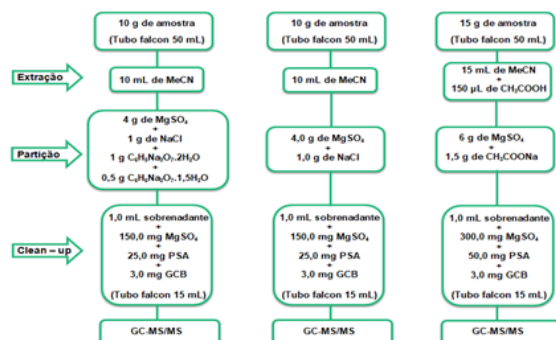 10 g de amostra
(Tubo falcon 50 mL)
10 g de amostra
(Tubo falcon 50 mL)
15 g de amostra
(Tubo falcon 50 mL)
Extração
10 mL de MeCN
10 mL de MeCN
15 mL de MeCN
+
150 µL de CH₃COOH
Partição
4 g de MgSO₄
+
1 g de NaCl
+
1 g C₆H₅Na₃O₇.2H₂O
+
0,5 g C₆H₆Na₂O₇.1,5H₂O
4,0 g de MgSO₄
+
1,0 g de NaCl
6 g de MgSO₄
+
1,5 g de CH₃COONa
Clean – up
1,0 mL sobrenadante
+
150,0 mg MgSO₄
+
25,0 mg PSA
+
3,0 mg GCB
(Tubo falcon 15 mL)
1,0 mL sobrenadante
+
150,0 mg MgSO₄
+
25,0 mg PSA
+
3,0 mg GCB
(Tubo falcon 15 mL)
1,0 mL sobrenadante
+
300,0 mg MgSO₄
+
50,0 mg PSA
+
3,0 mg GCB
(Tubo falcon 15 mL)
GC-MS/MS
GC-MS/MS
GC-MS/MS